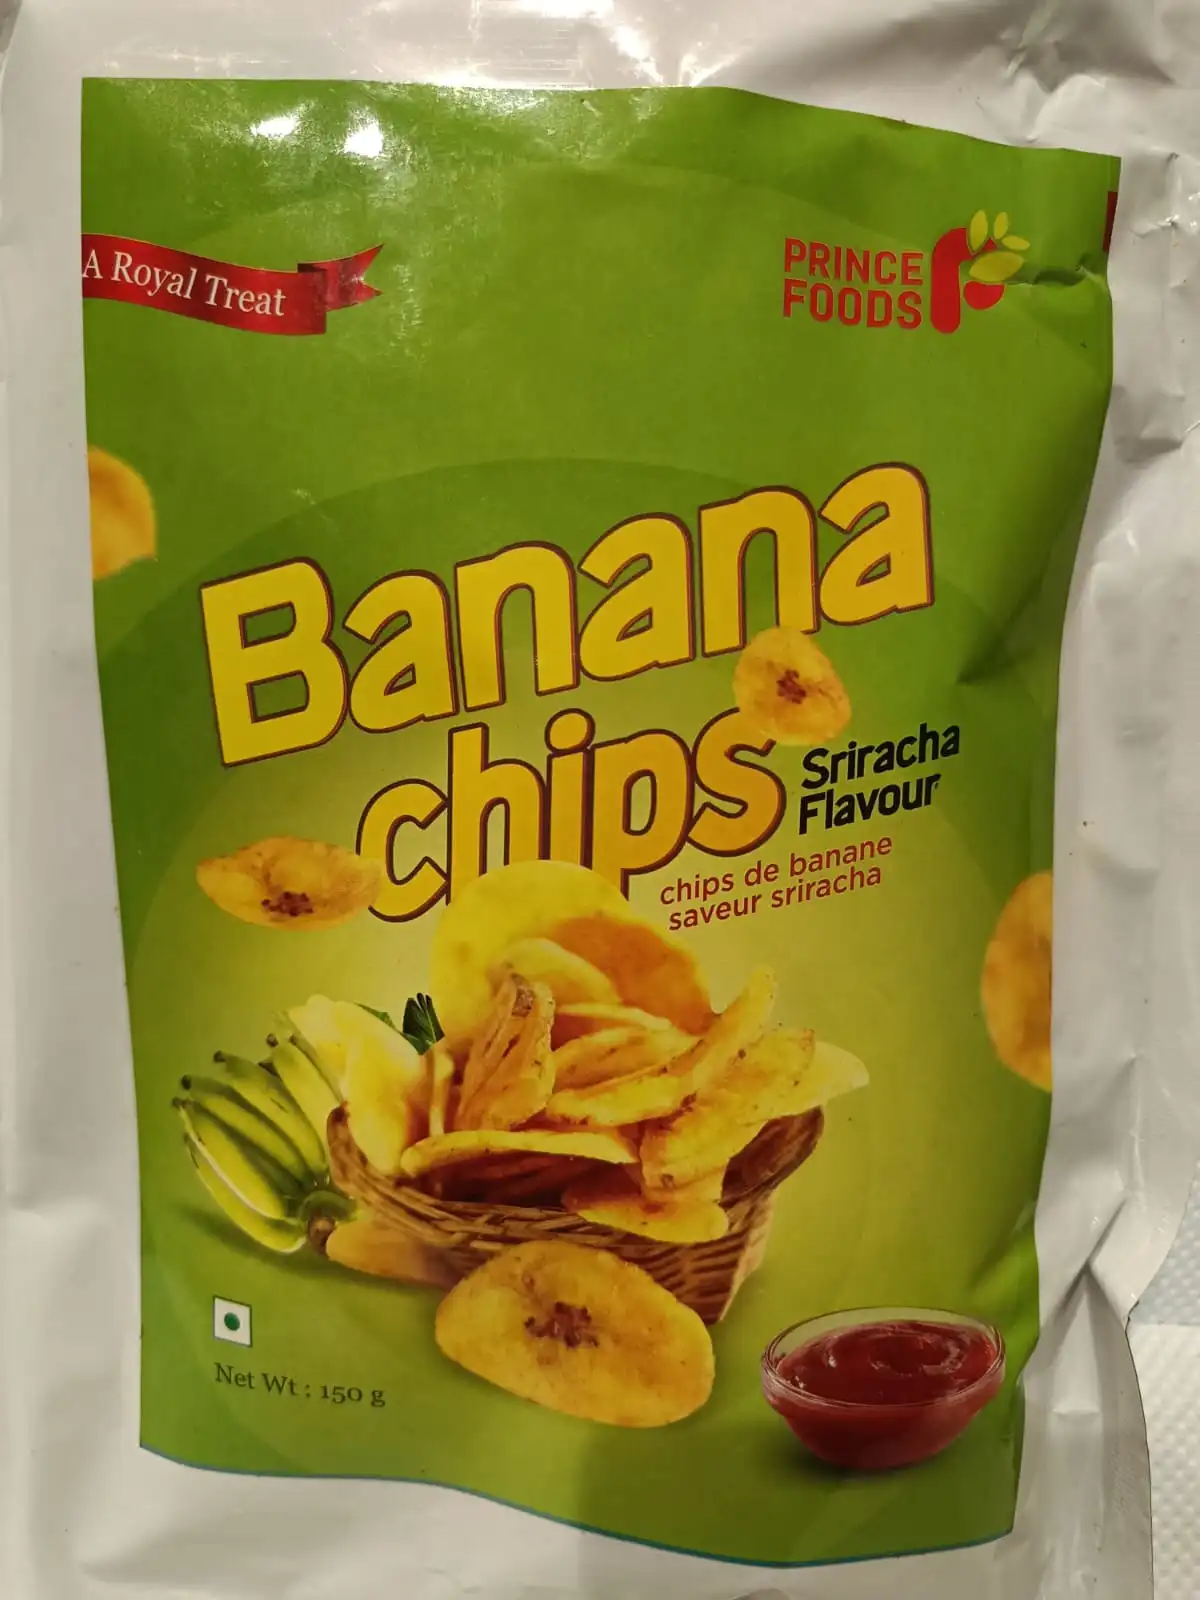 A Royal Treat
PRINCE
FOODS
Banana
chips
Sriracha
Flavour
chips de banane
saveur sriracha
Net Wt : 150 g